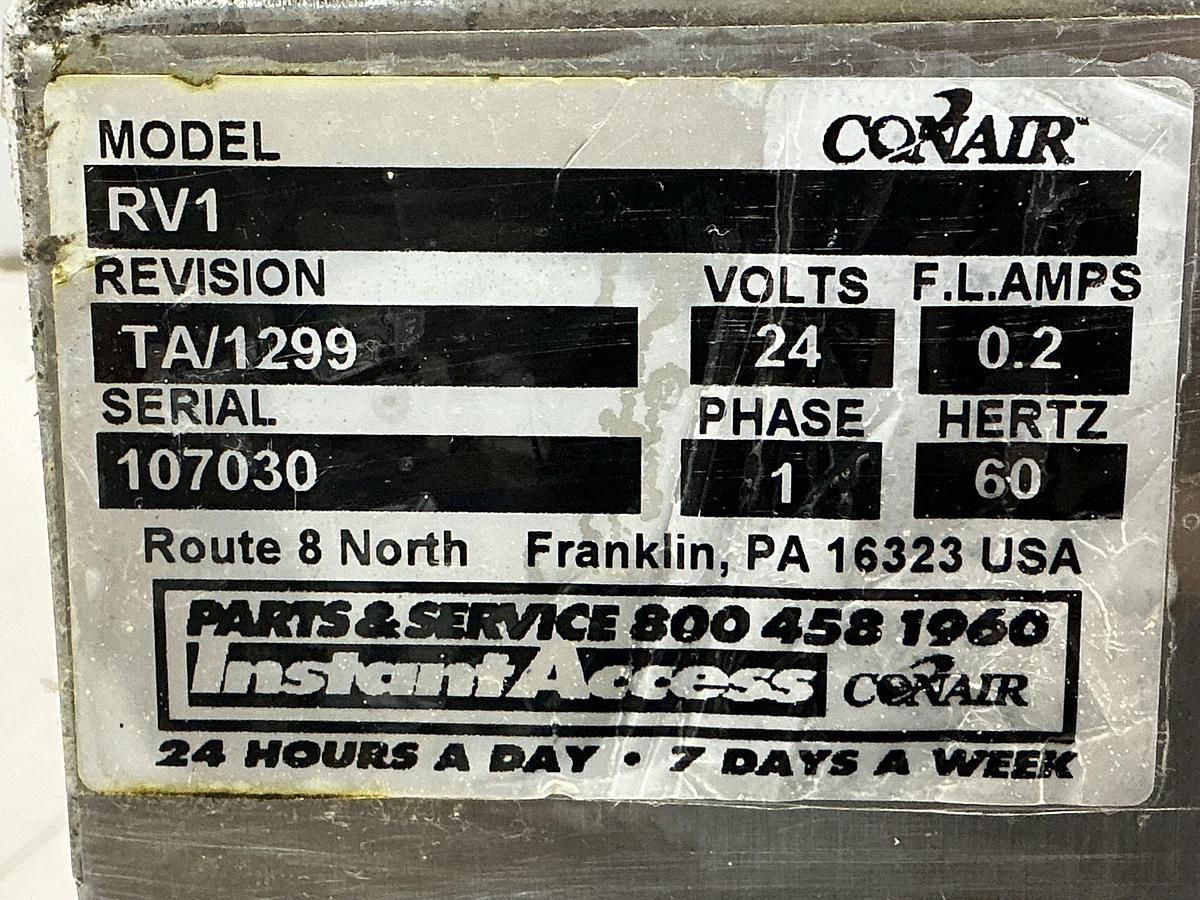 MODEL CONAIR™
RV1
REVISION VOLTS F.L.AMPS
TA/1299 24 0.2
SERIAL PHASE HERTZ
107030 1 60
Route 8 North Franklin, PA 16323 USA
PARTS & SERVICE 800 458 1960
Instant Access CONAIR
24 HOURS A DAY • 7 DAYS A WEEK